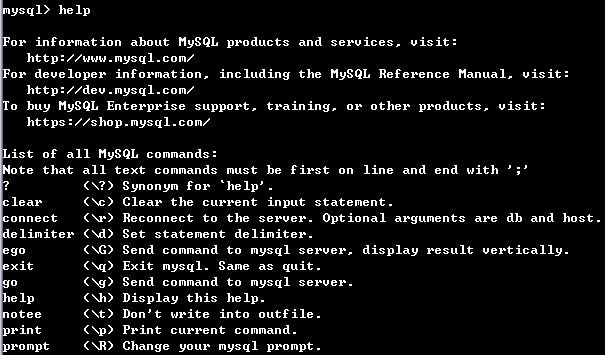 mysql> help
For information about MySQL products and services, visit:
http://www.mysql.com/
For developer information, including the MySQL Reference Manual, visit:
http://dev.mysql.com/
To buy MySQL Enterprise support, training, or other products, visit:
https://shop.mysql.com/
List of all MySQL commands:
Note that all text commands must be first on line and end with ';'
? (\?) Synonym for `help'.
clear (\c) Clear the current input statement.
connect (\r) Reconnect to the server. Optional arguments are db and host.
delimiter (\d) Set statement delimiter.
ego (\G) Send command to mysql server, display result vertically.
exit (\q) Exit mysql. Same as quit.
go (\g) Send command to mysql server.
help (\h) Display this help.
notee (\t) Don't write into outfile.
print (\p) Print current command.
prompt (\R) Change your mysql prompt.